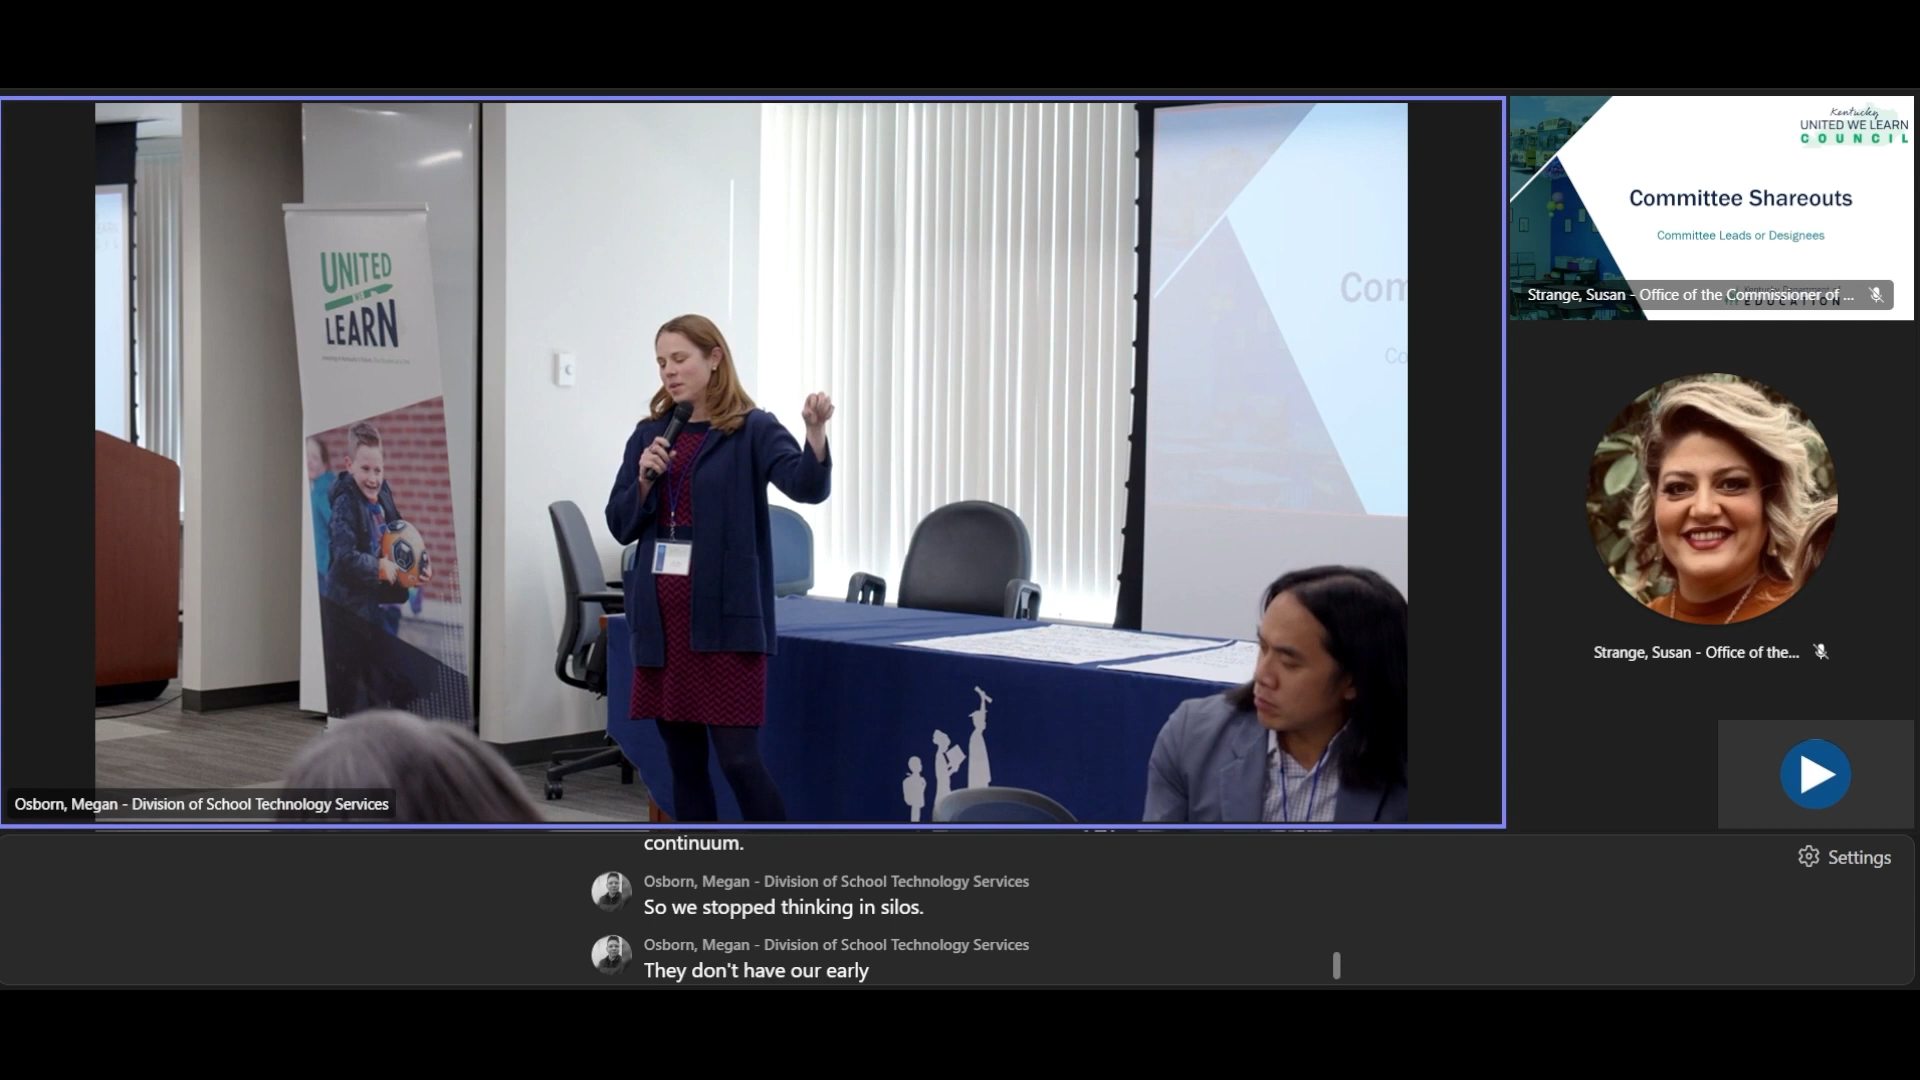 UNITED
WE
LEARN
Com
Co
Osborn, Megan - Division of School Technology Services
Kentucky
UNITED WE LEARN
COUNCIL
Committee Shareouts
Committee Leads or Designees
Strange, Susan - Office of the Commissioner of ...
EDUCATION
Strange, Susan - Office of the...
continuum.
Osborn, Megan - Division of School Technology Services
So we stopped thinking in silos.
Osborn, Megan - Division of School Technology Services
They don't have our early
Settings